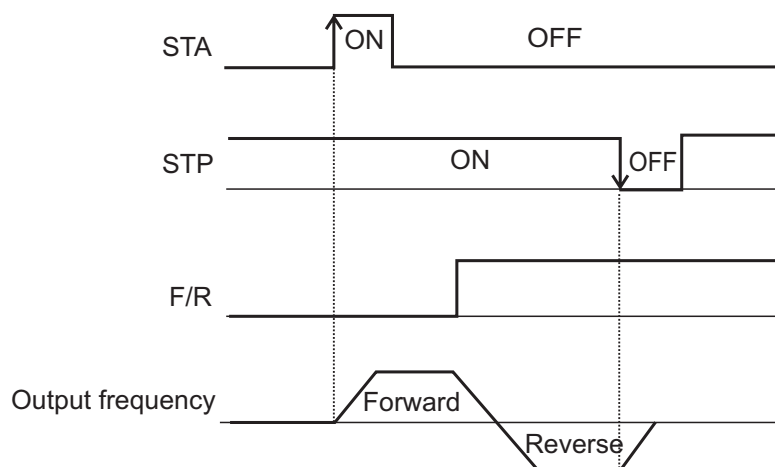 STA
ON
OFF
STP
ON
OFF
F/R
Output frequency
Forward
Reverse